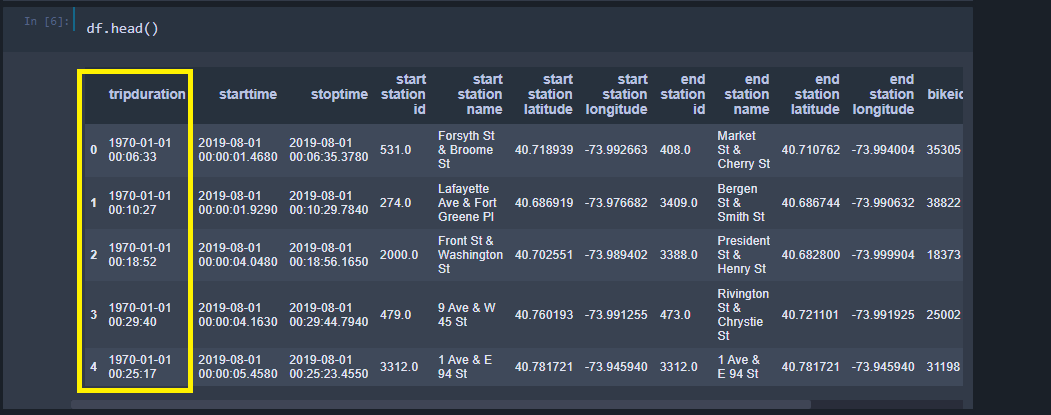 In [6]:
df.head()
tripduration starttime stoptime start station id start station name start station latitude start station longitude end station id end station name end station latitude end station longitude
0 1970-01-01 00:06:33 2019-08-01 00:00:01.4680 2019-08-01 00:06:35.3780 531.0 Forsyth St & Broome St 40.718939 -73.992663 408.0 Market St & Cherry St 40.710762 -73.994004 35305
1 1970-01-01 00:10:27 2019-08-01 00:00:01.9290 2019-08-01 00:10:29.7840 274.0 Lafayette Ave & Fort Greene Pl 40.686919 -73.976682 3409.0 Bergen St & Smith St 40.686744 -73.990632 38822
2 1970-01-01 00:18:52 2019-08-01 00:00:04.0480 2019-08-01 00:18:56.1650 2000.0 Front St & Washington St 40.702551 -73.989402 3388.0 President St & Henry St 40.682800 -73.999904 18373
3 1970-01-01 00:29:40 2019-08-01 00:00:04.1630 2019-08-01 00:29:44.7940 479.0 9 Ave & W 45 St 40.760193 -73.991255 473.0 Rivington St & Chrystie St 40.721101 -73.991925 25002
4 1970-01-01 00:25:17 2019-08-01 00:00:05.4580 2019-08-01 00:25:23.4550 3312.0 1 Ave & E 94 St 40.781721 -73.945940 3312.0 1 Ave & E 94 St 40.781721 -73.945940 31198